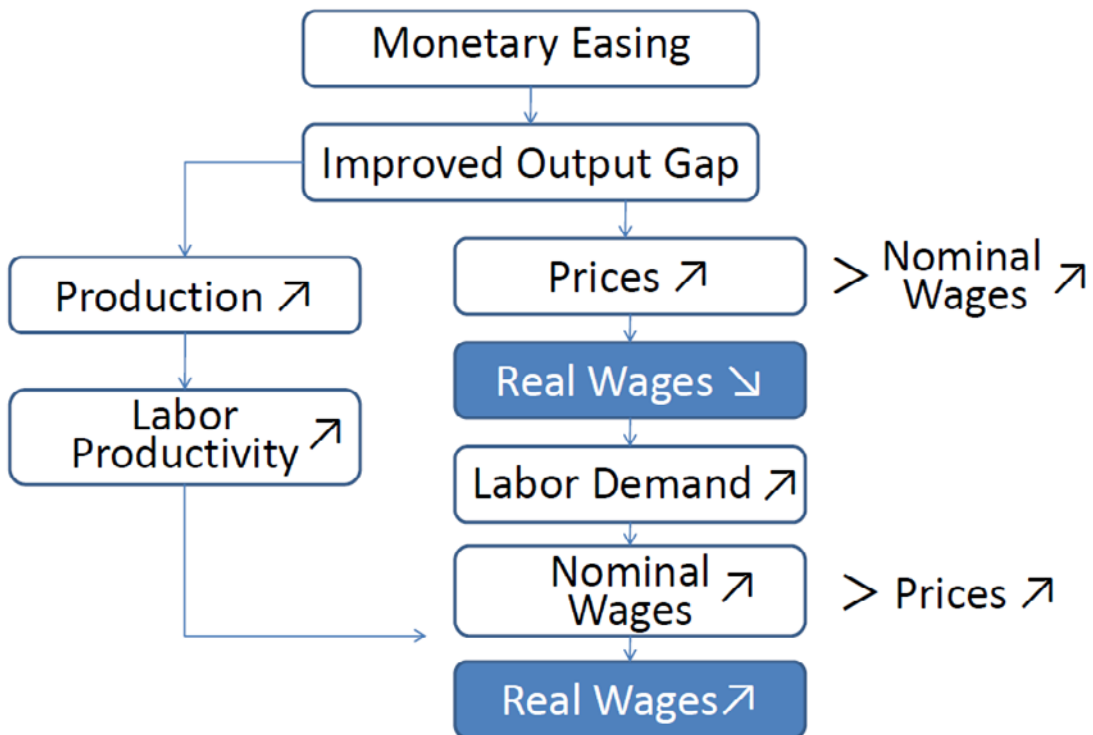 Monetary Easing
Improved Output Gap
Production ↗
Prices ↗
> Nominal
Wages ↗
Real Wages ↘
Labor
Productivity ↗
Labor Demand ↗
Nominal
Wages ↗
> Prices ↗
Real Wages ↗